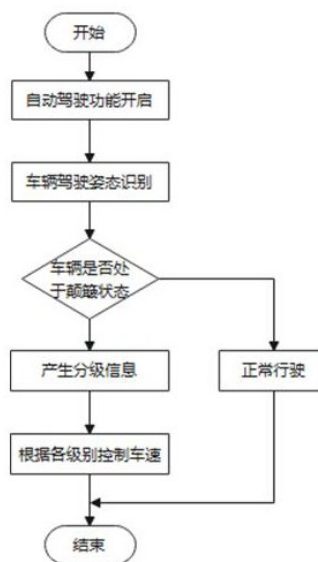 开始
自动驾驶功能开启
车辆驾驶姿态识别
车辆是否处
于颠簸状态
产生分级信息
正常行驶
根据各级别控制车速
结束